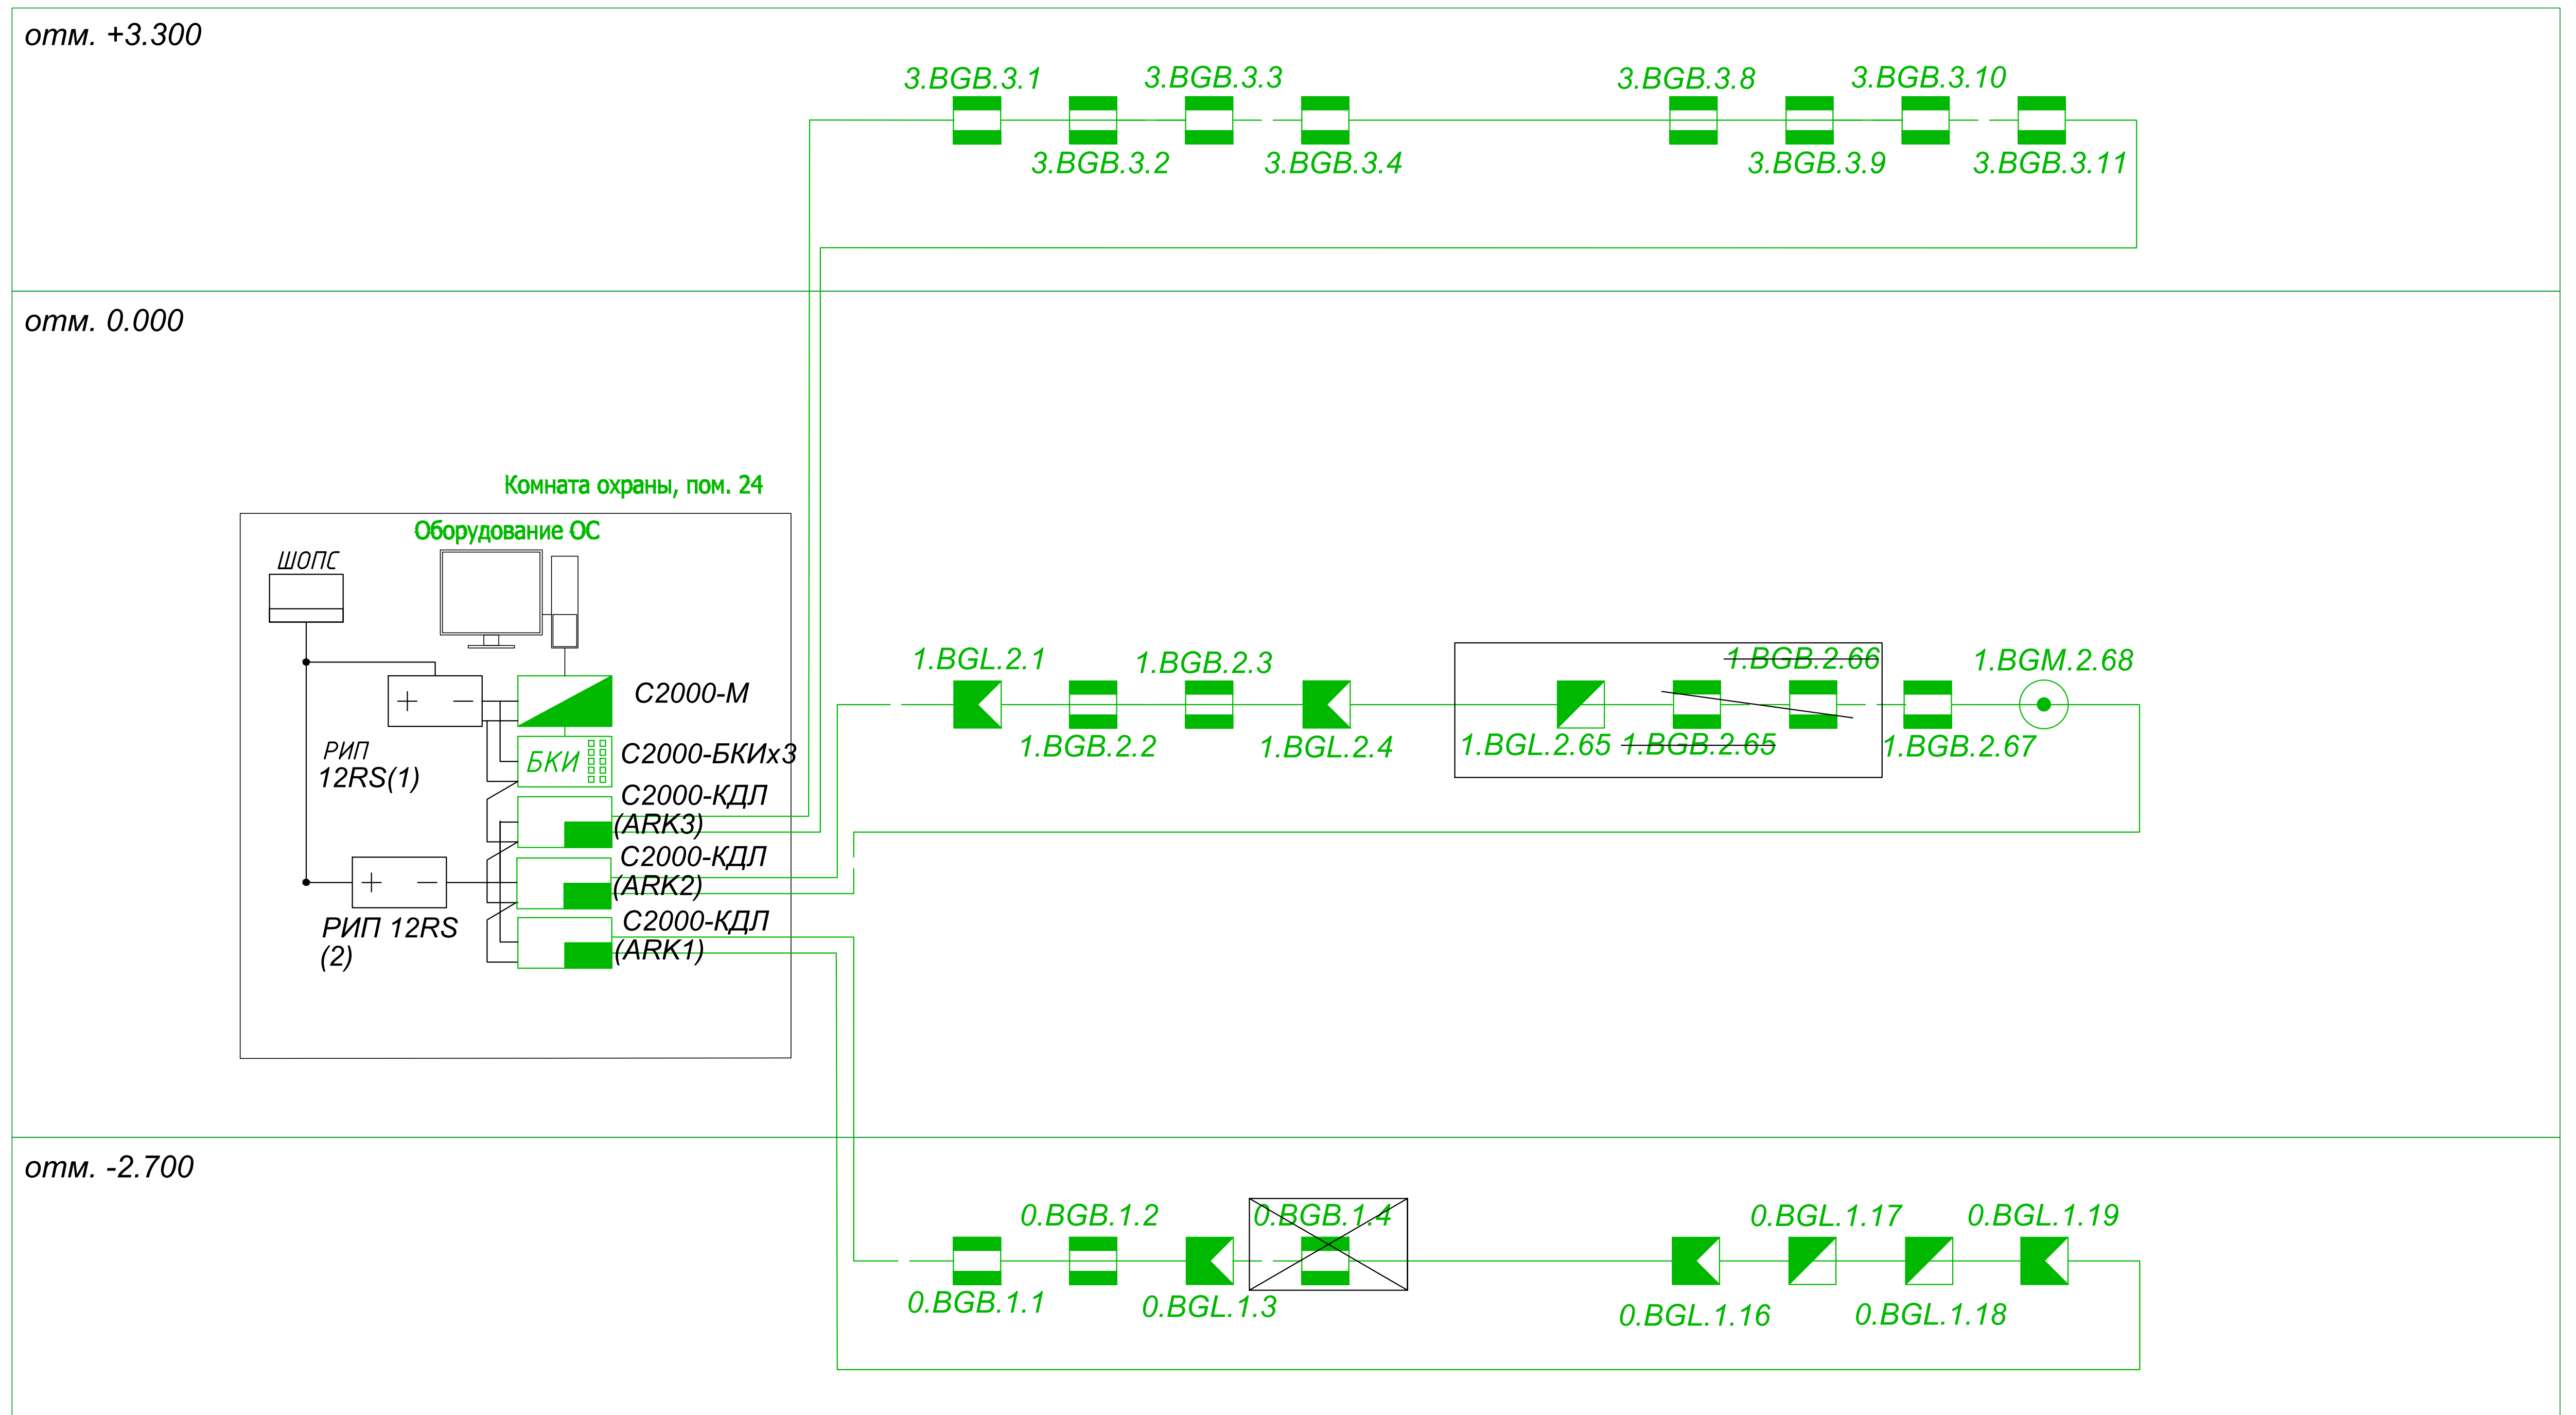 отм. +3.300
3.BGB.3.1
3.BGB.3.3
3.BGB.3.8
3.BGB.3.10
3.BGB.3.2
3.BGB.3.4
3.BGB.3.9
3.BGB.3.11
отм. 0.000
Комната охраны, пом. 24
Оборудование ОС
ШОПС
С2000-М
РИП
12RS(1)
БКИ
С2000-БКИх3
С2000-КДЛ
(ARK3)
С2000-КДЛ
(ARK2)
РИП 12RS
(2)
С2000-КДЛ
(ARK1)
1.BGL.2.1
1.BGB.2.3
1.BGB.2.66
1.BGM.2.68
1.BGB.2.2
1.BGL.2.4
1.BGL.2.65
1.BGB.2.65
1.BGB.2.67
отм. -2.700
0.BGB.1.2
0.BGB.1.4
0.BGL.1.17
0.BGL.1.19
0.BGB.1.1
0.BGL.1.3
0.BGL.1.16
0.BGL.1.18